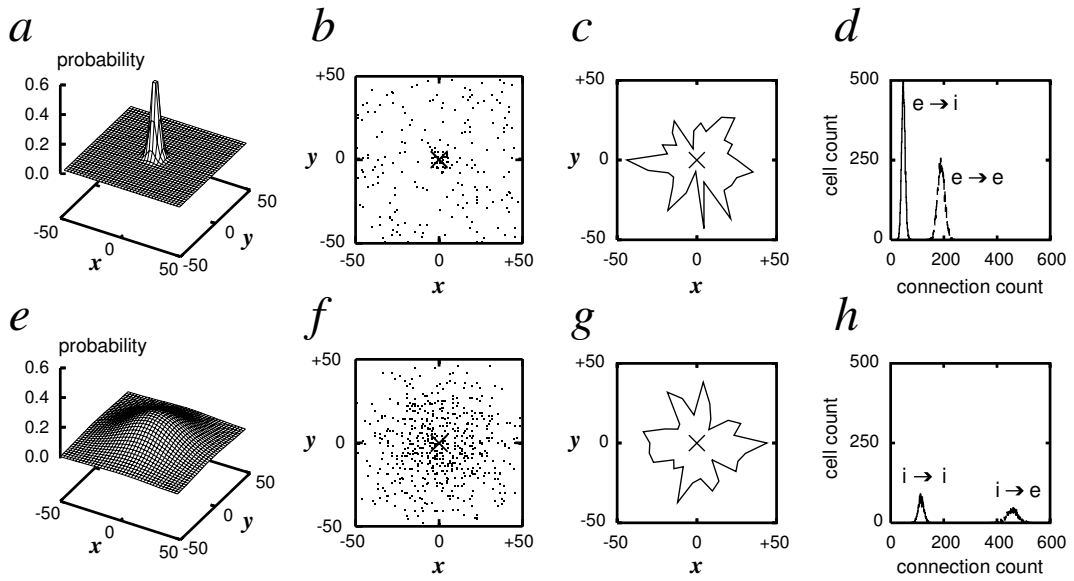 a
probability
0.6
0.4
0.2
0.0
-50
0
50
x
-50
0
50
y
b
+50
y
0
-50
-50
0
+50
x
c
+50
y
0
-50
-50
0
+50
x
d
500
250
0
cell count
e → i
e → e
0
200
400
600
connection count
e
probability
0.6
0.4
0.2
0.0
-50
0
50
x
-50
0
50
y
f
+50
y
0
-50
-50
0
+50
x
g
+50
y
0
-50
-50
0
+50
x
h
500
250
0
cell count
i → i
i → e
0
200
400
600
connection count